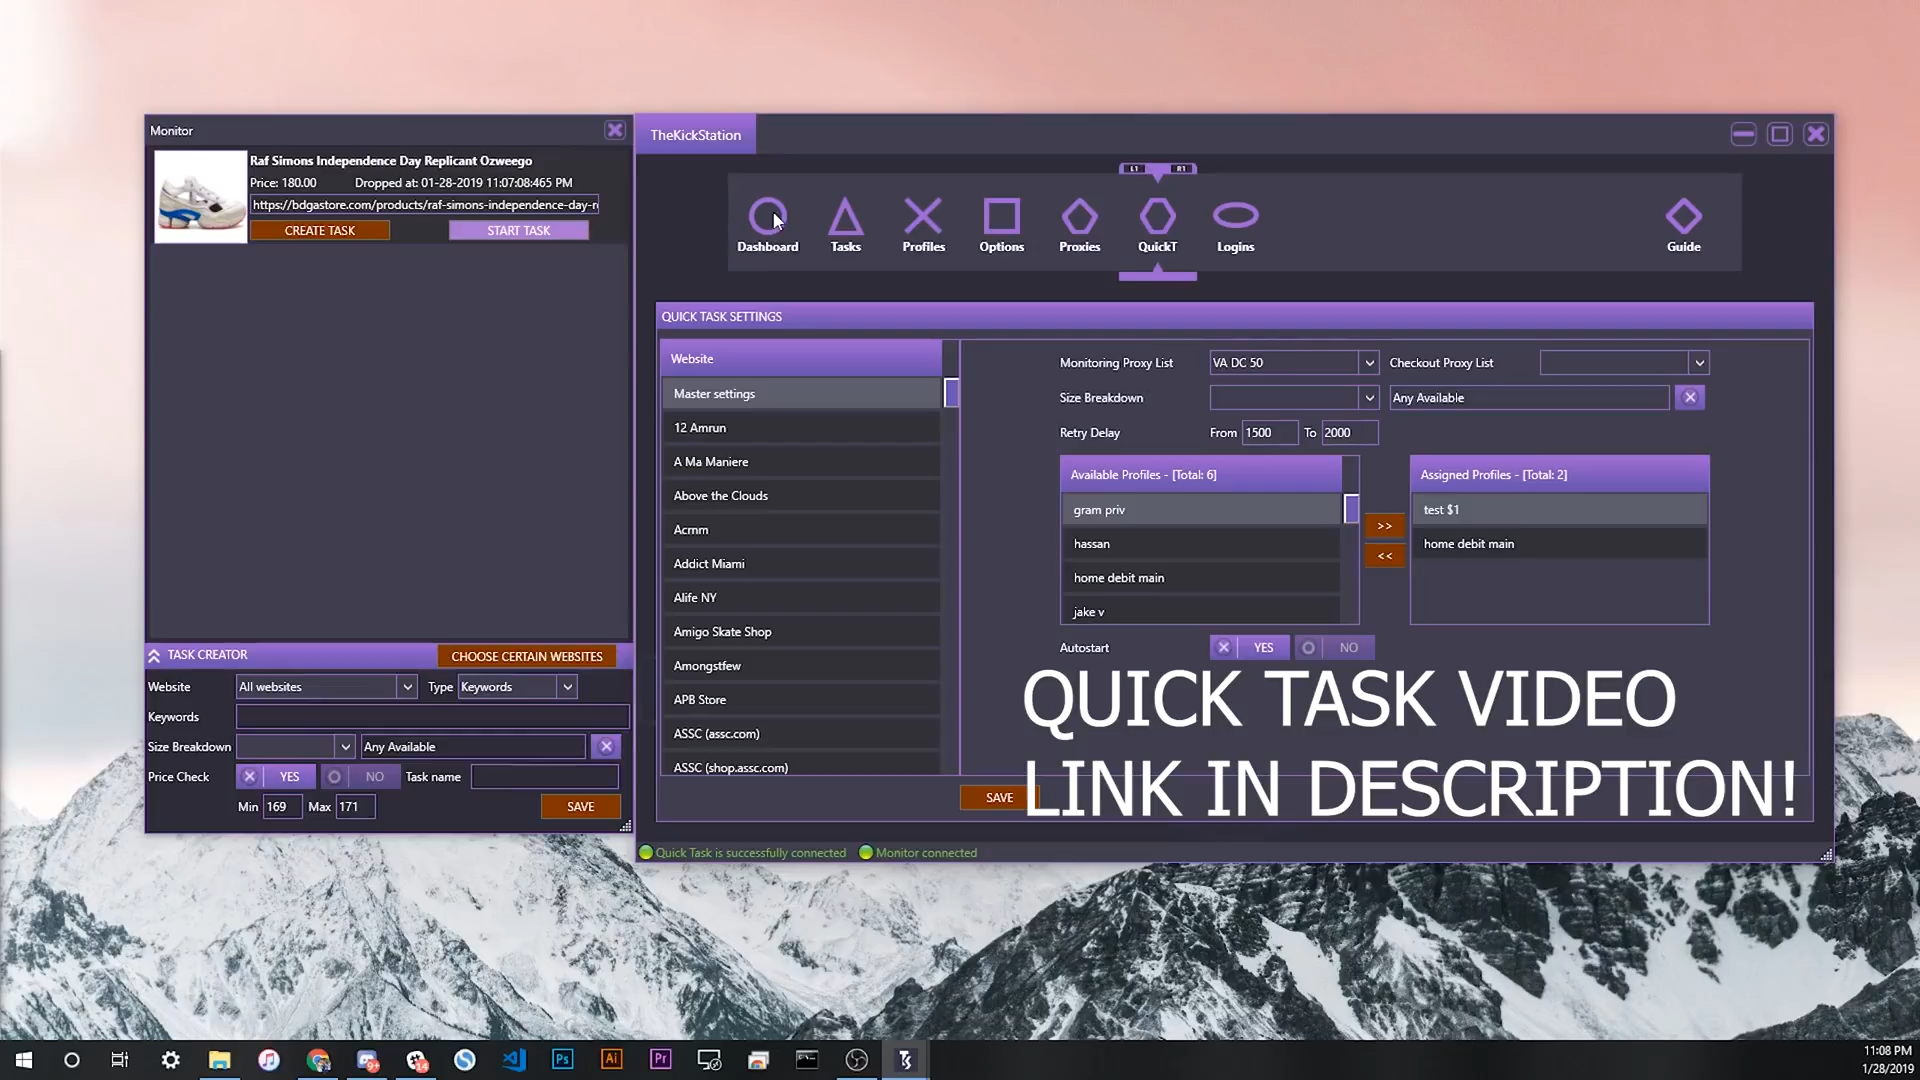 Monitor
Raf Simons Independence Day Replicant Ozweego
Price: 180.00 Dropped at: 01-28-2019 11:07:08:465 PM
https://bdgastore.com/products/raf-simons-independence-day-r
CREATE TASK START TASK
TASK CREATOR CHOOSE CERTAIN WEBSITES
Website All websites Type Keywords
Keywords
Size Breakdown Any Available
Price Check YES NO Task name
Min 169 Max 171 SAVE
TheKickStation
L1 R1
Dashboard Tasks Profiles Options Proxies QuickT Logins Guide
QUICK TASK SETTINGS
Website
Master settings
12 Amrun
A Ma Maniere
Above the Clouds
Acrnm
Addict Miami
Alife NY
Amigo Skate Shop
Amongstfew
APB Store
ASSC (assc.com)
ASSC (shop.assc.com)
Monitoring Proxy List VA DC 50 Checkout Proxy List
Size Breakdown Any Available
Retry Delay From 1500 To 2000
Available Profiles - [Total: 6]
gram priv
hassan
home debit main
jake v
>>
<<
Assigned Profiles - [Total: 2]
test $1
home debit main
Autostart YES NO
SAVE
QUICK TASK VIDEO
LINK IN DESCRIPTION!
Quick Task is successfully connected Monitor connected
9+ 14 Ps Ai Pr
11:08 PM
1/28/2019